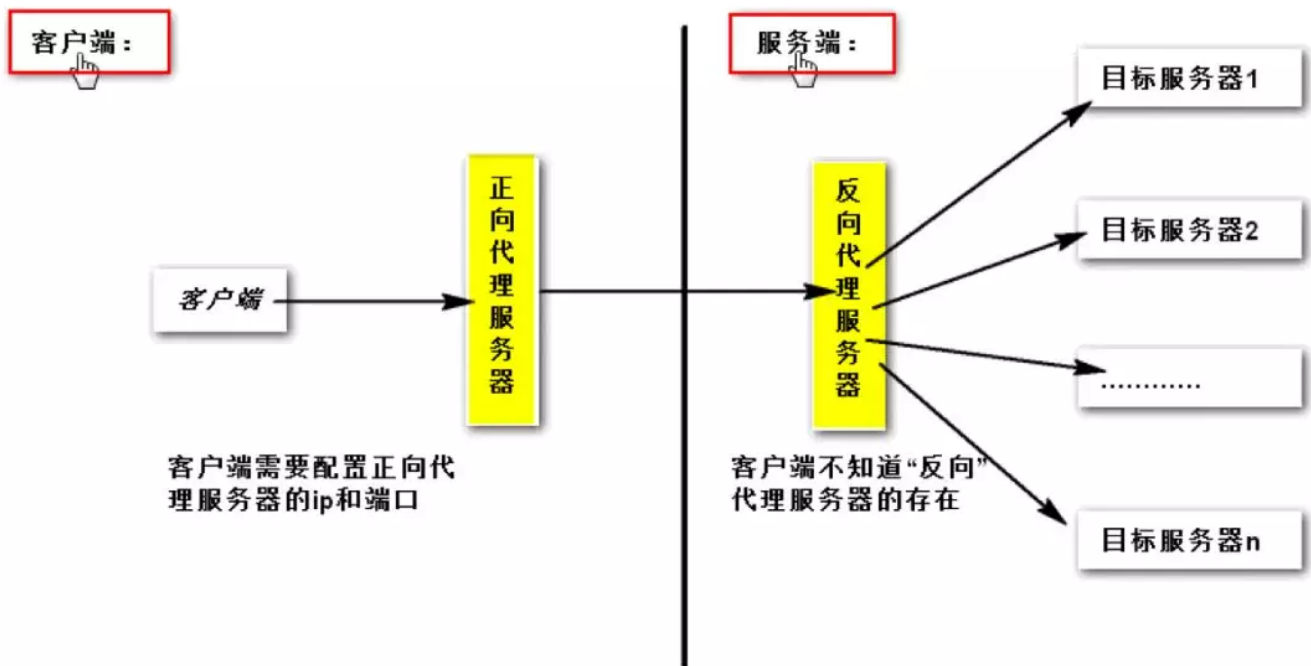 客户端：
服务端：
目标服务器1
正向代理服务器
反向代理服务器
目标服务器2
客户端
............
客户端需要配置正向代
理服务器的ip和端口
客户端不知道“反向”
代理服务器的存在
目标服务器n